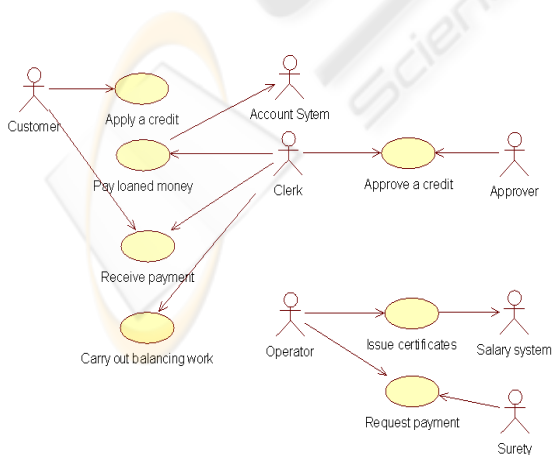 Customer
Apply a credit
Account Sytem
Pay loaned money
Clerk
Approve a credit
Approver
Receive payment
Carry out balancing work
Operator
Issue certificates
Salary system
Request payment
Surety
Scien